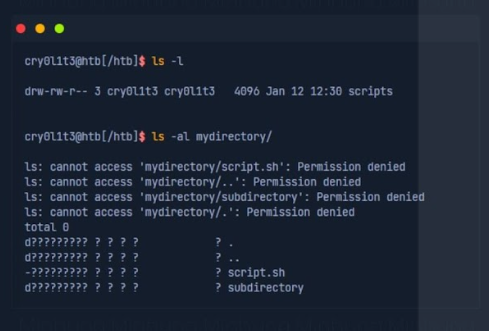 cry0l1t3@htb[/htb]$ ls -l
drw-rw-r-- 3 cry0l1t3 cry0l1t3   4096 Jan 12 12:30 scripts
cry0l1t3@htb[/htb]$ ls -al mydirectory/
ls: cannot access 'mydirectory/script.sh': Permission denied
ls: cannot access 'mydirectory/..': Permission denied
ls: cannot access 'mydirectory/subdirectory': Permission denied
ls: cannot access 'mydirectory/.': Permission denied
total 0
d????????? ? ? ? ?            ? .
d????????? ? ? ? ?            ? ..
-????????? ? ? ? ?            ? script.sh
d????????? ? ? ? ?            ? subdirectory